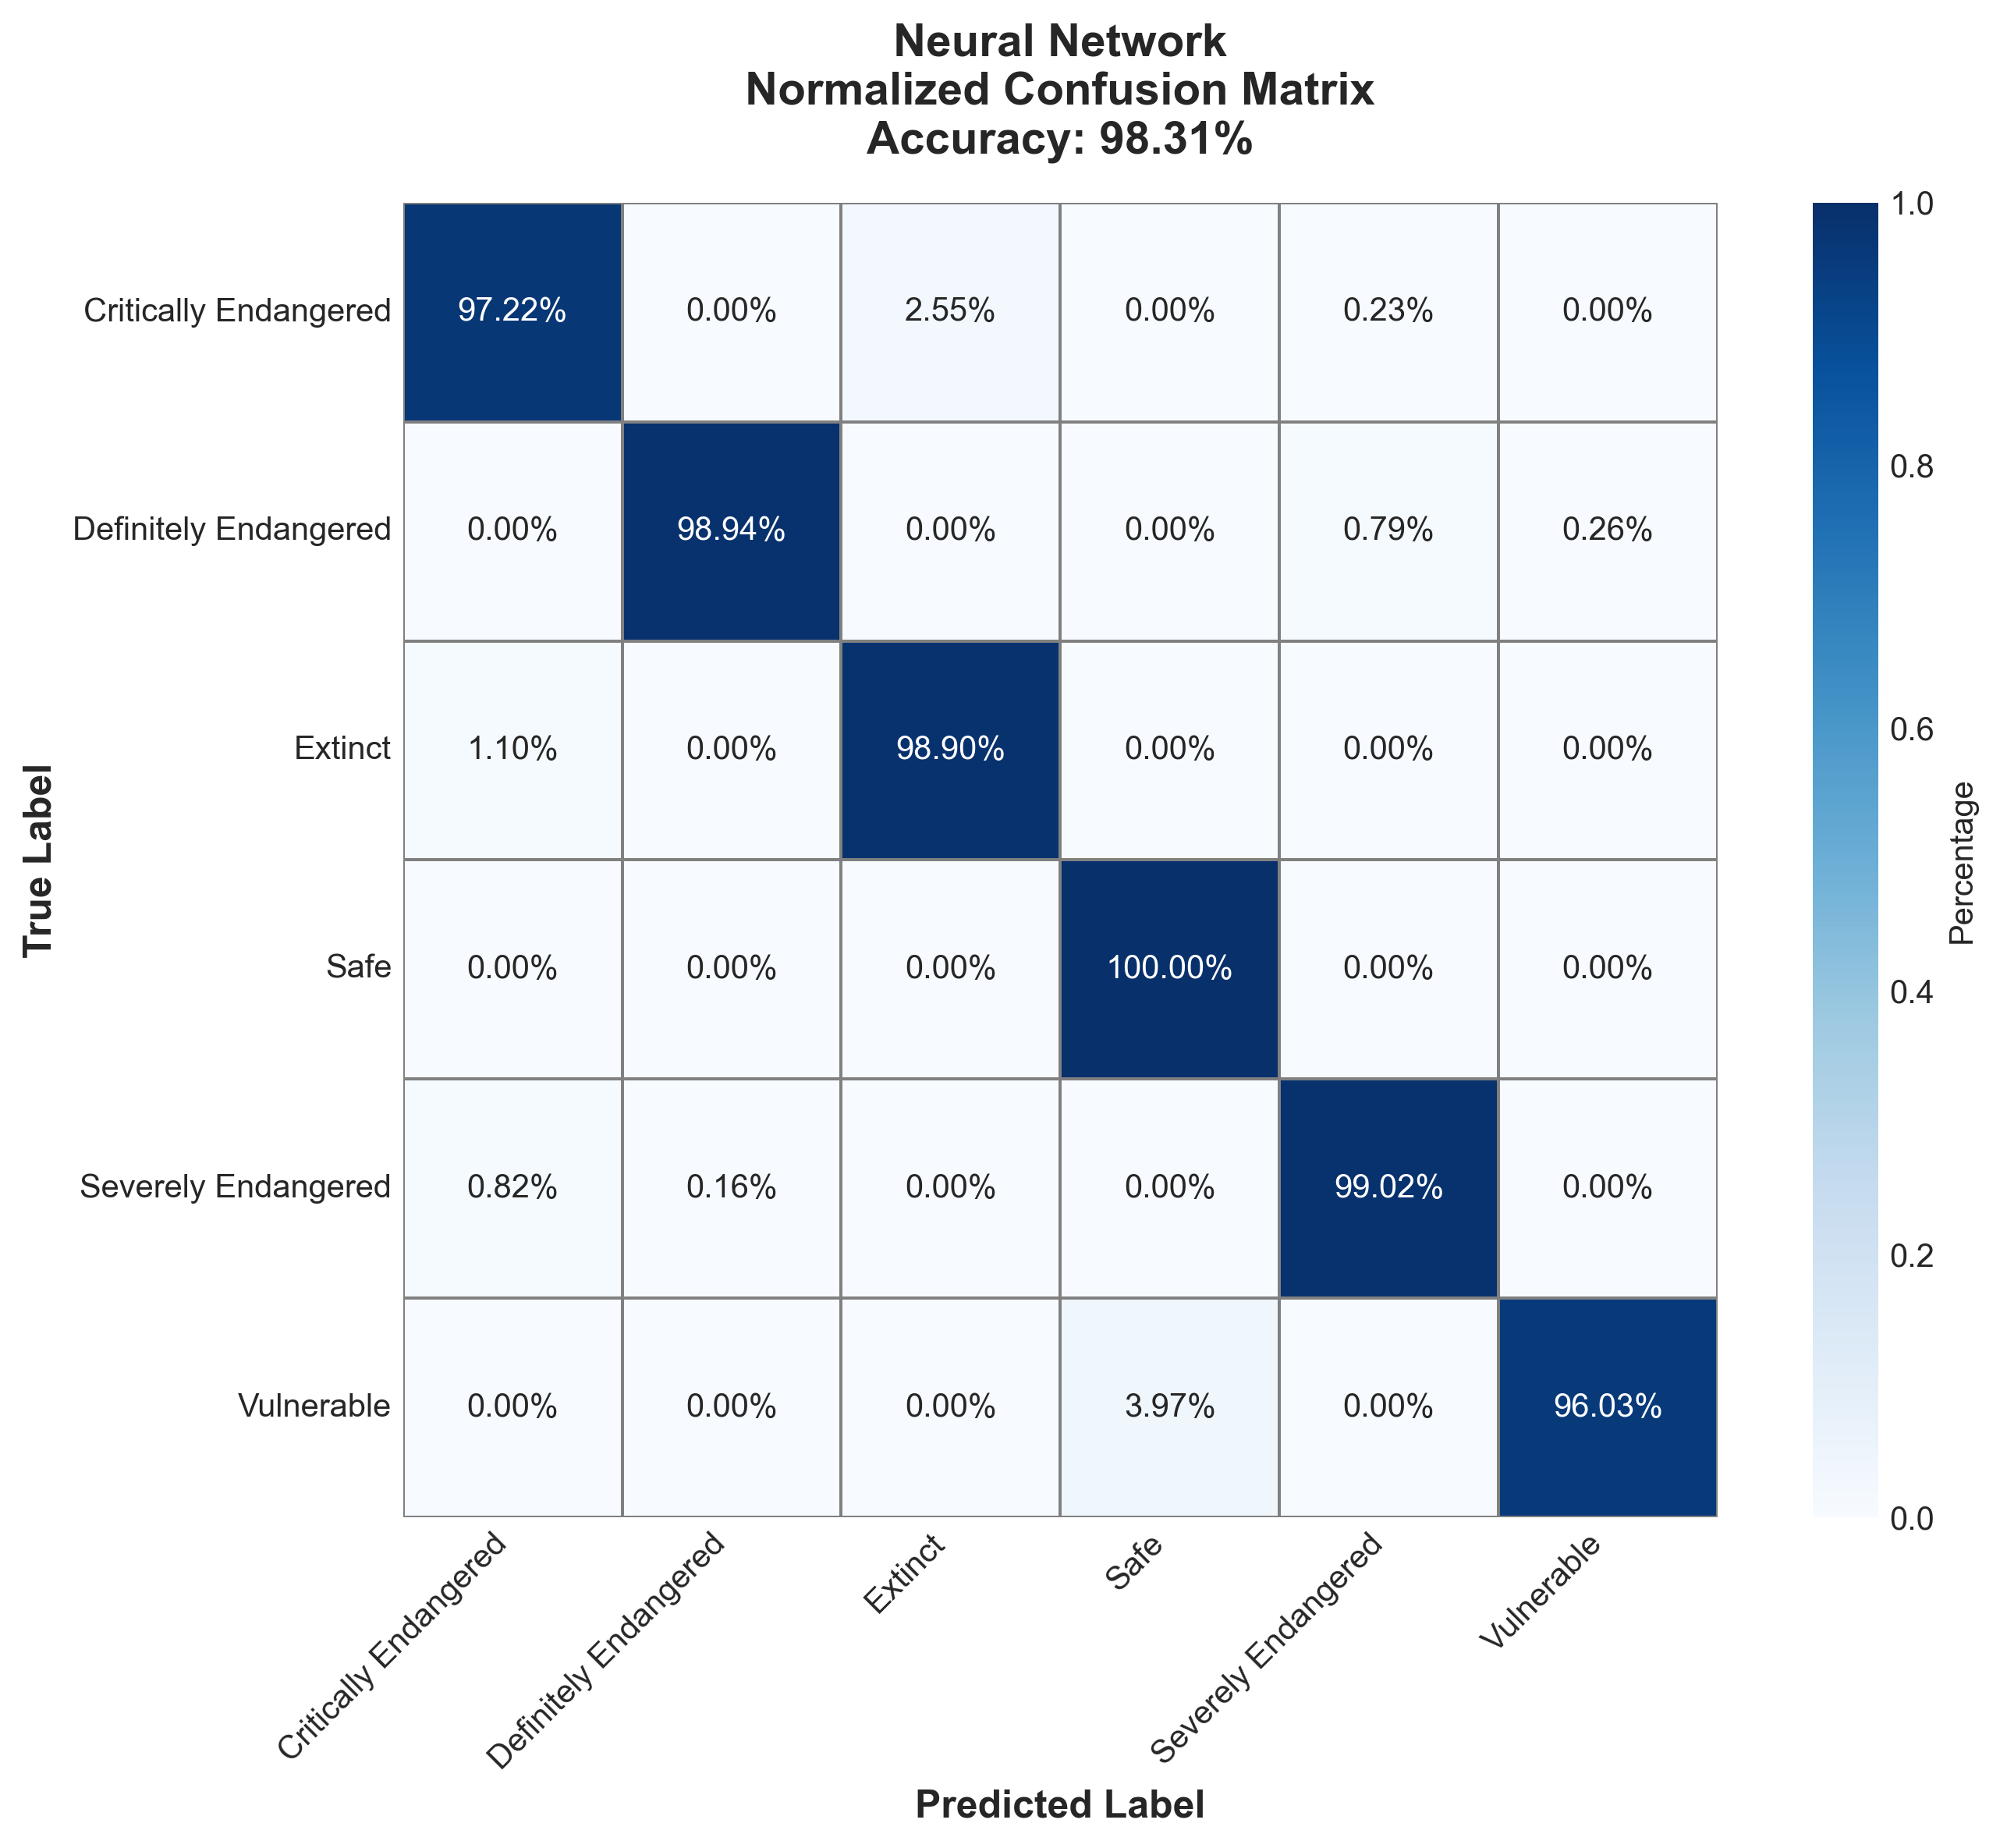 Neural Network
Normalized Confusion Matrix
Accuracy: 98.31%
True Label
Critically Endangered 97.22% 0.00% 2.55% 0.00% 0.23% 0.00%
Definitely Endangered 0.00% 98.94% 0.00% 0.00% 0.79% 0.26%
Extinct 1.10% 0.00% 98.90% 0.00% 0.00% 0.00%
Safe 0.00% 0.00% 0.00% 100.00% 0.00% 0.00%
Severely Endangered 0.82% 0.16% 0.00% 0.00% 99.02% 0.00%
Vulnerable 0.00% 0.00% 0.00% 3.97% 0.00% 96.03%
Critically Endangered
Definitely Endangered
Extinct
Safe
Severely Endangered
Vulnerable
Predicted Label
1.0
0.8
0.6
0.4
0.2
0.0
Percentage